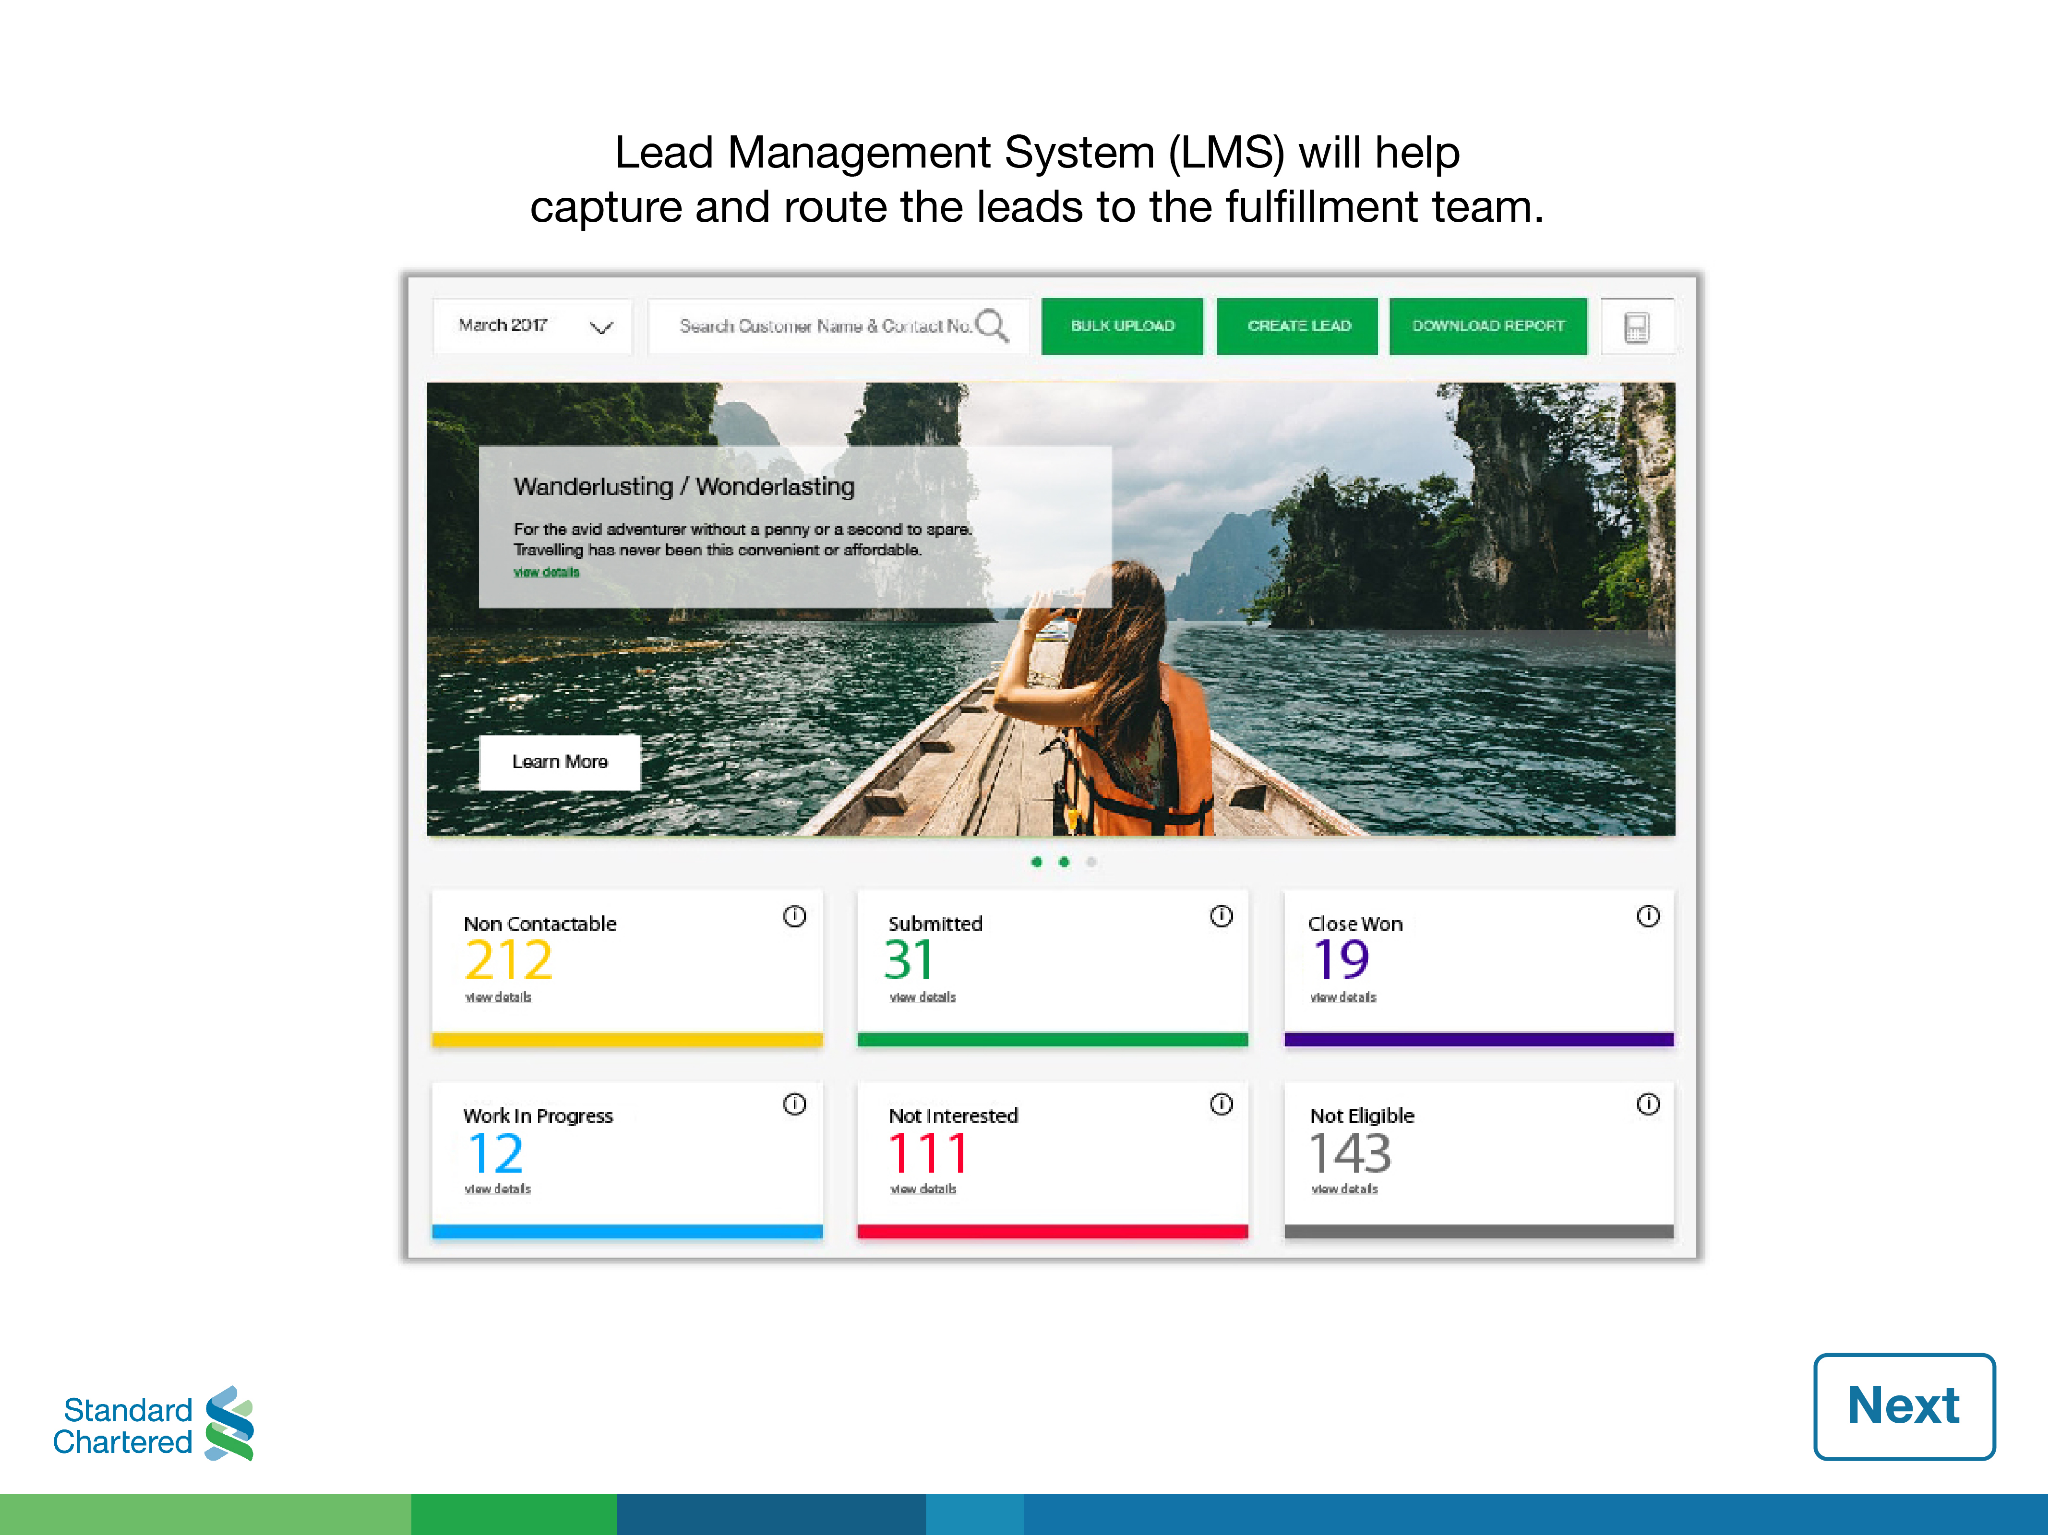 Lead Management System (LMS) will help
capture and route the leads to the fulfillment team.
March 2017
Search Customer Name & Contact No.
BULK UPLOAD
CREATE LEAD
DOWNLOAD REPORT
Wanderlusting / Wonderlasting
For the avid adventurer without a penny or a second to spare.
Travelling has never been this convenient or affordable.
view details
Learn More
Non Contactable
212
view details
Submitted
31
view details
Close Won
19
view details
Work In Progress
12
view details
Not Interested
111
view details
Not Eligible
143
view details
Standard
Chartered
Next